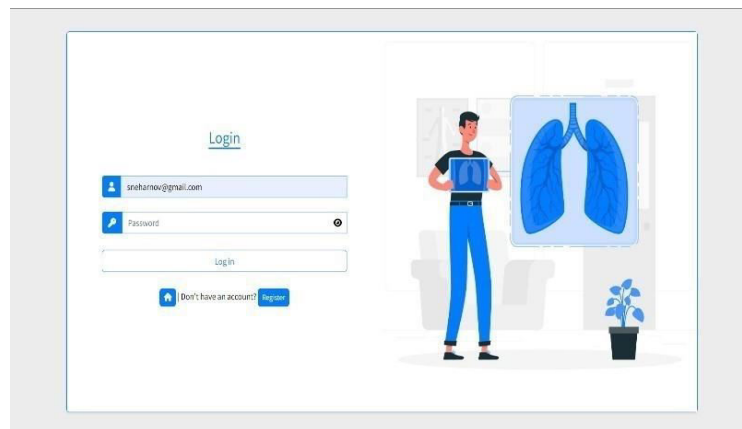 Login
sneharnov@gmail.com
Password
Login
| Don't have an account? Register